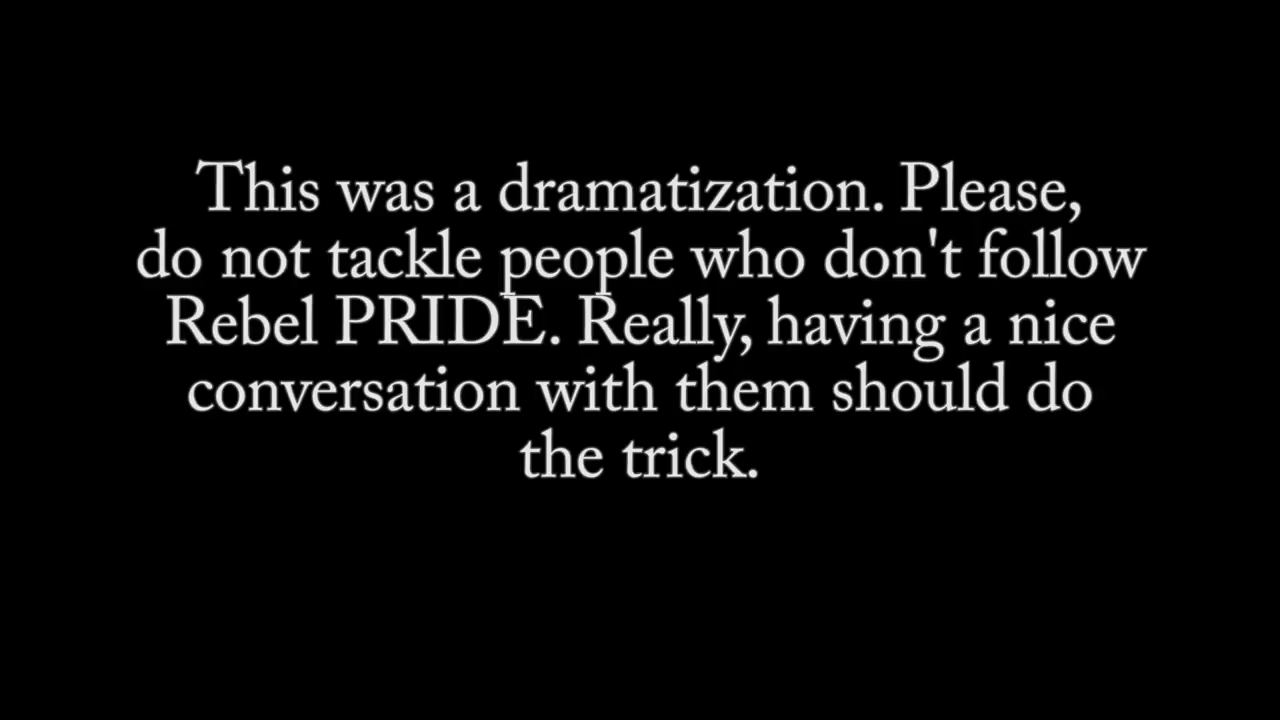 This was a dramatization. Please,
do not tackle people who don't follow
Rebel PRIDE. Really, having a nice
conversation with them should do
the trick.